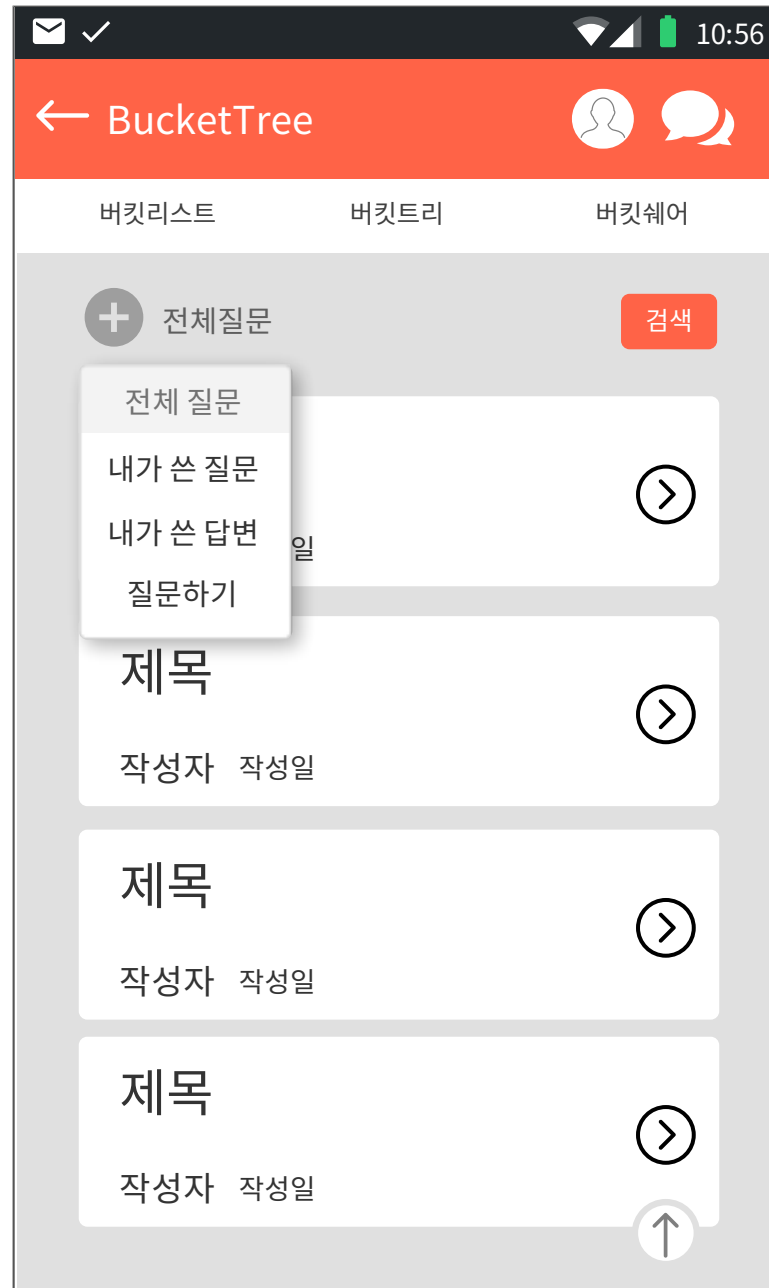 10:56
BucketTree
버킷리스트 버킷트리 버킷쉐어
전체질문 검색
전체 질문
내가 쓴 질문
내가 쓴 답변
일
질문하기
제목
작성자 작성일
제목
작성자 작성일
제목
작성자 작성일